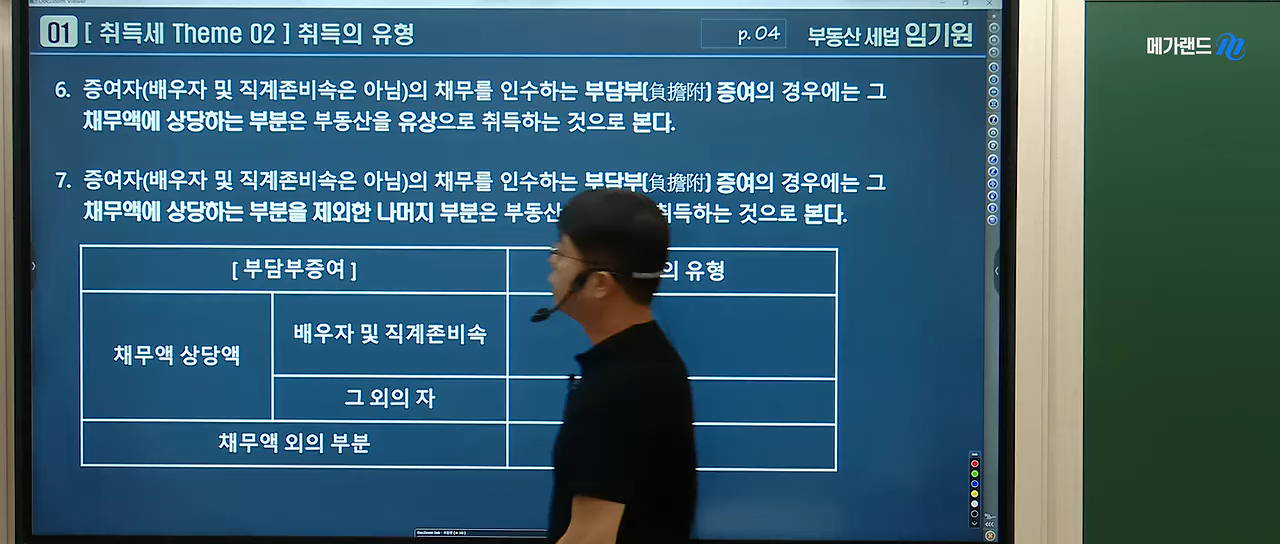 01 [ 취득세 Theme 02 ] 취득의 유형
p. 04
부동산 세법 임기원
메가랜드
6. 증여자(배우자 및 직계존비속은 아님)의 채무를 인수하는 부담부(負擔附) 증여의 경우에는 그
채무액에 상당하는 부분은 부동산을 유상으로 취득하는 것으로 본다.
7. 증여자(배우자 및 직계존비속은 아님)의 채무를 인수하는 부담부(負擔附) 증여의 경우에는 그
채무액에 상당하는 부분을 제외한 나머지 부분은 부동산 취득하는 것으로 본다.
[ 부담부증여 ]
의 유형
채무액 상당액
배우자 및 직계존비속
그 외의 자
채무액 외의 부분